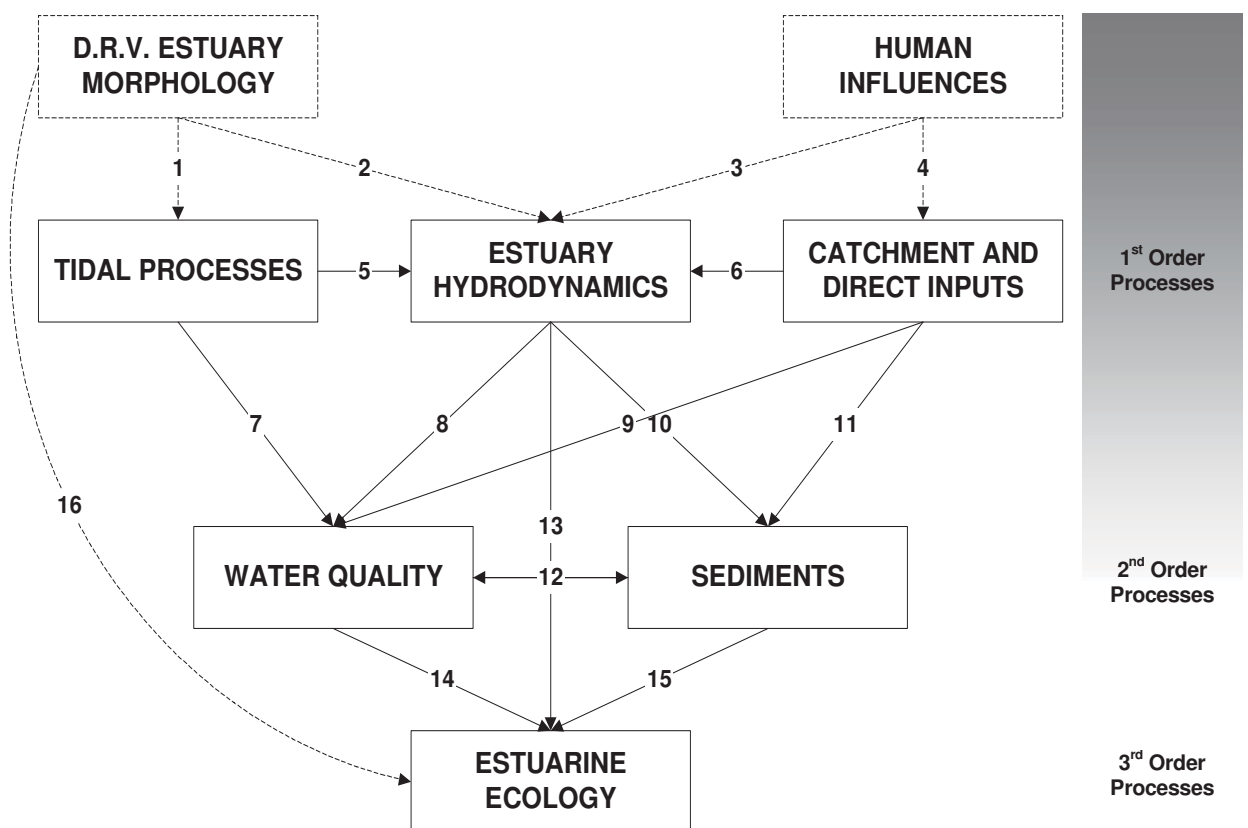 D.R.V. ESTUARY
MORPHOLOGY
HUMAN
INFLUENCES
1
2
3
4
TIDAL PROCESSES
5
ESTUARY
HYDRODYNAMICS
6
CATCHMENT AND
DIRECT INPUTS
1st Order
Processes
7
8
9
10
11
16
13
WATER QUALITY
12
SEDIMENTS
2nd Order
Processes
14
15
ESTUARINE
ECOLOGY
3rd Order
Processes